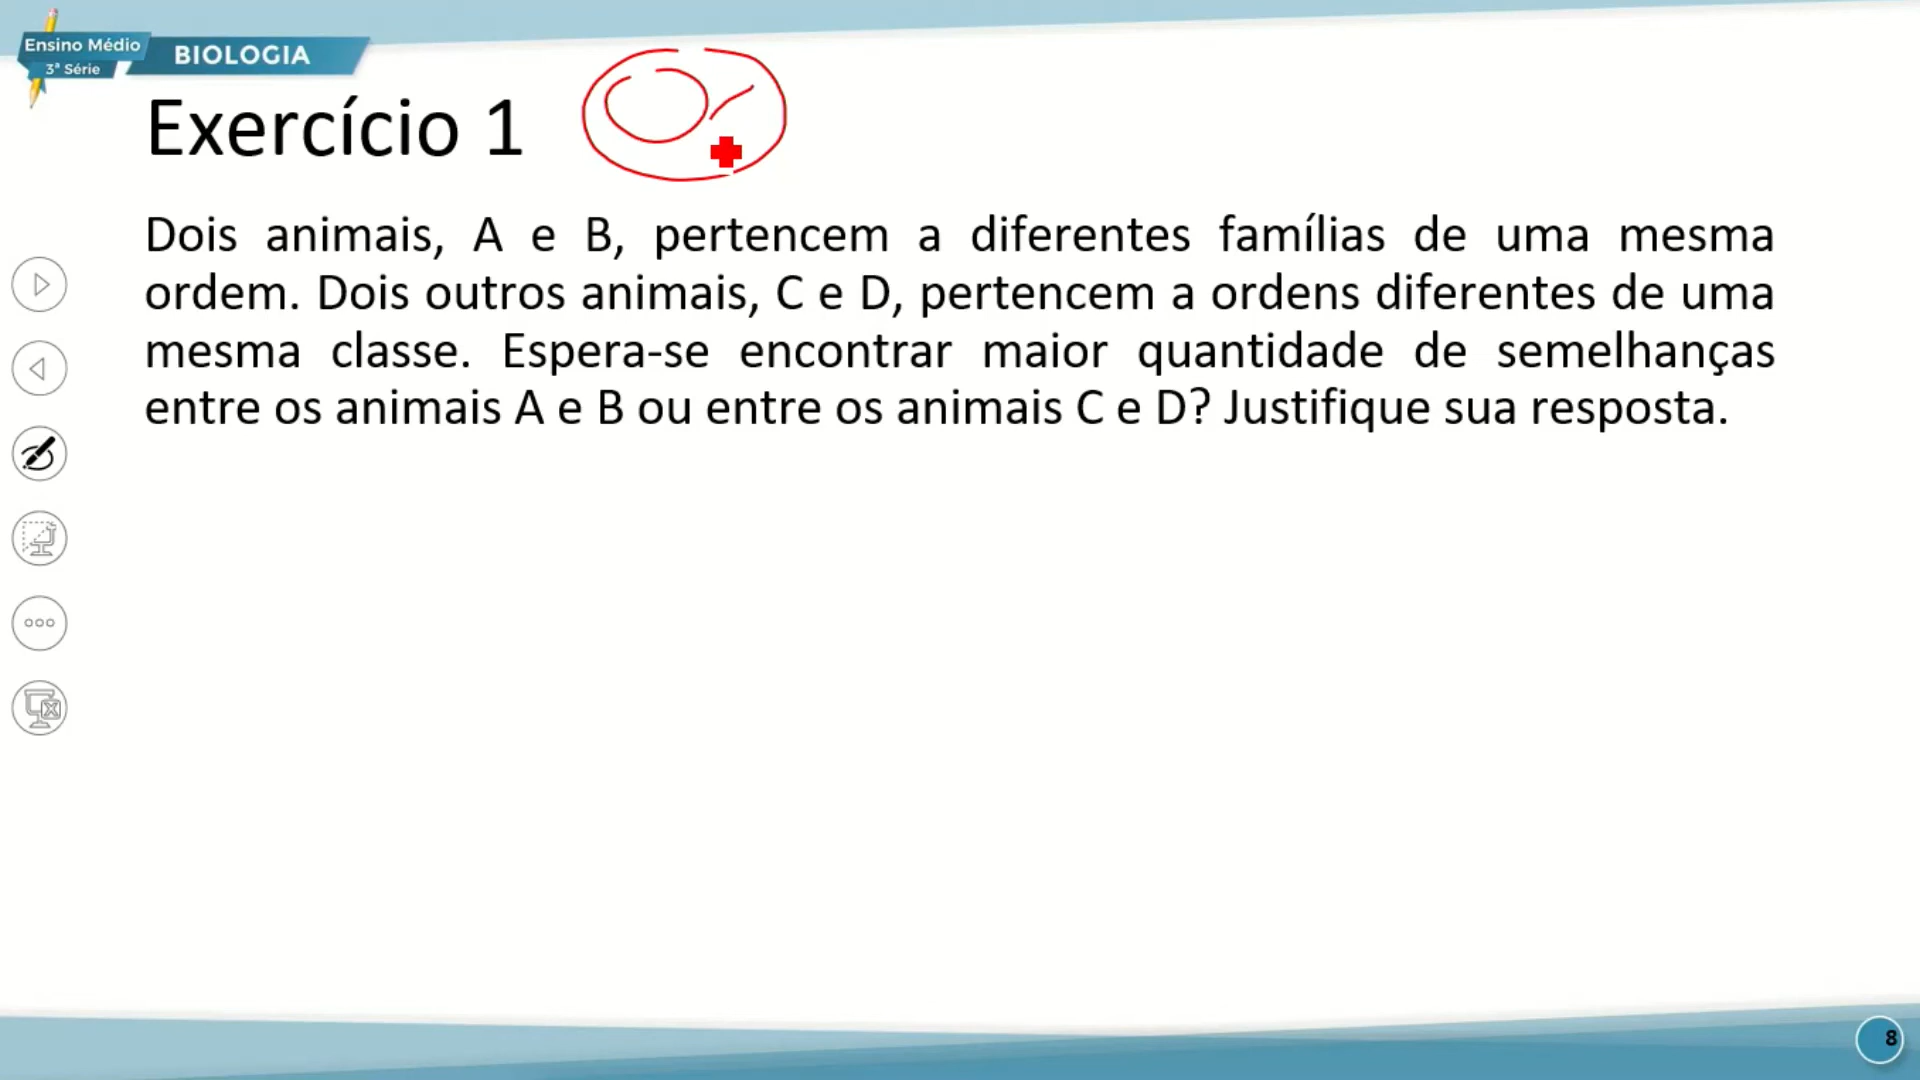 Ensino Médio
3ª Série
BIOLOGIA
Exercício 1
Dois animais, A e B, pertencem a diferentes famílias de uma mesma
ordem. Dois outros animais, C e D, pertencem a ordens diferentes de uma
mesma classe. Espera-se encontrar maior quantidade de semelhanças
entre os animais A e B ou entre os animais C e D? Justifique sua resposta.
8